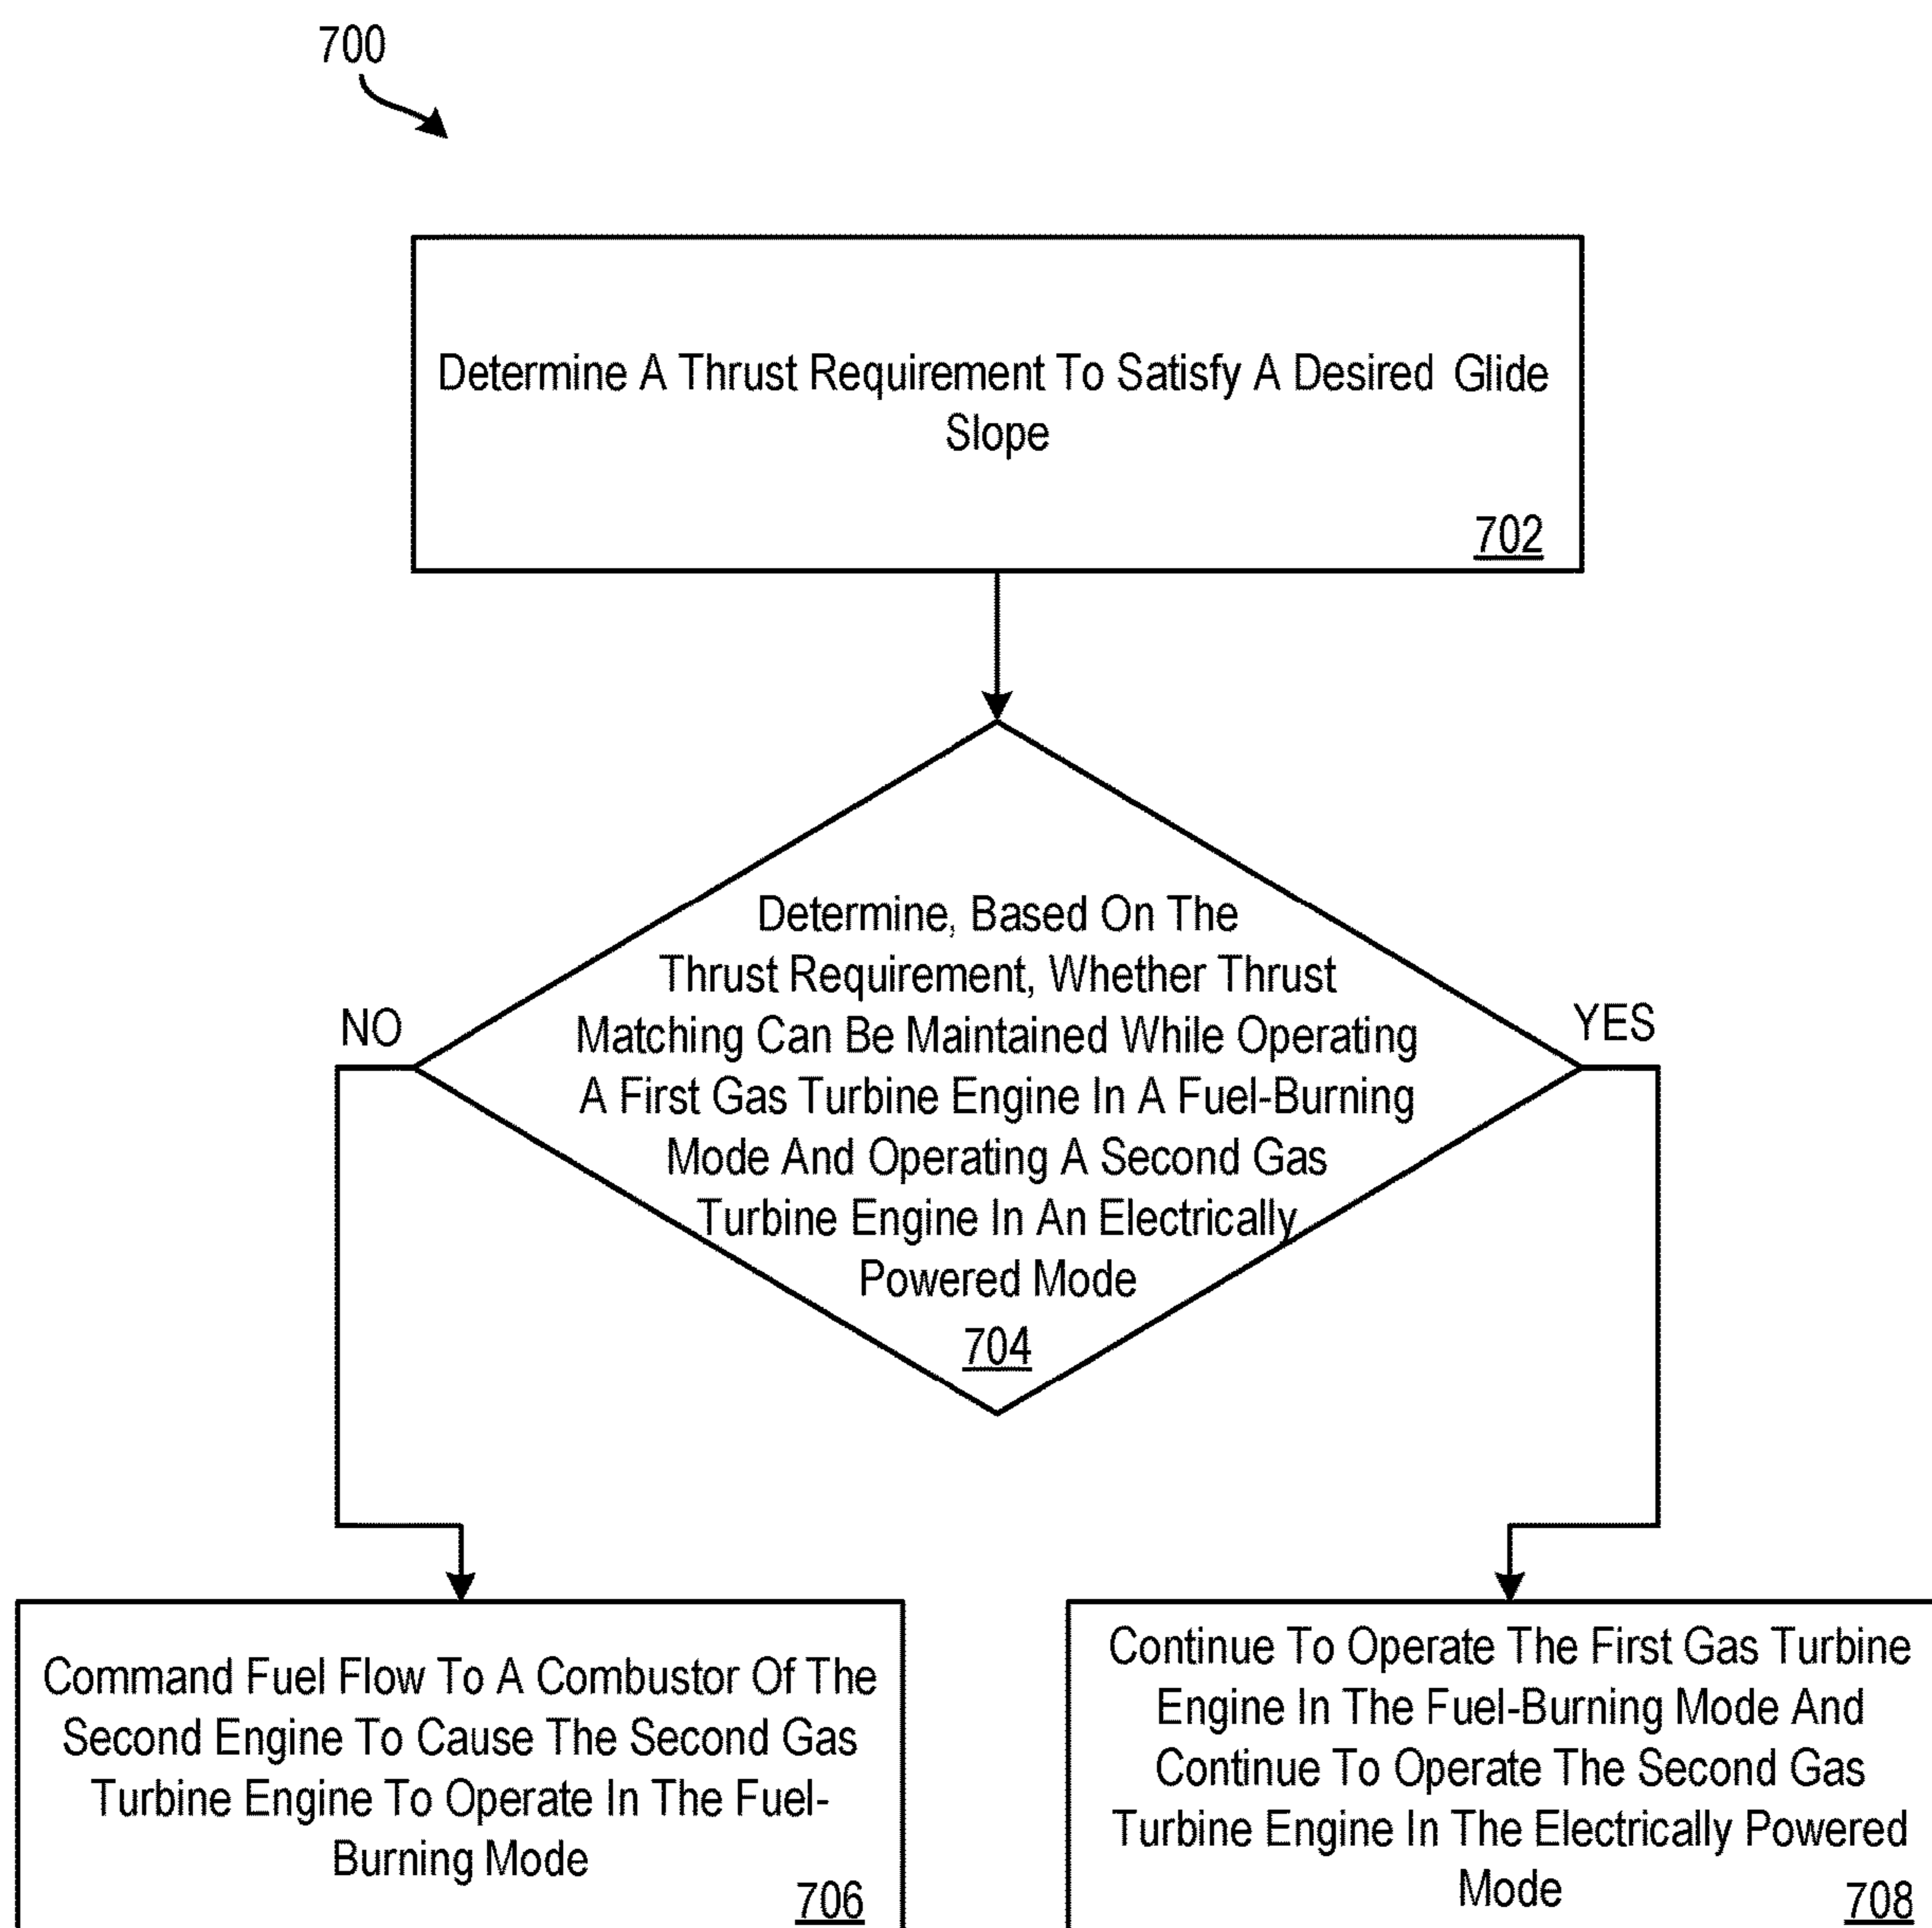 700
Determine A Thrust Requirement To Satisfy A Desired Glide
Slope
702
Determine, Based On The
Thrust Requirement, Whether Thrust
Matching Can Be Maintained While Operating
A First Gas Turbine Engine In A Fuel-Burning
Mode And Operating A Second Gas
Turbine Engine In An Electrically
Powered Mode
704
NO
YES
Command Fuel Flow To A Combustor Of The
Second Engine To Cause The Second Gas
Turbine Engine To Operate In The Fuel-
Burning Mode
706
Continue To Operate The First Gas Turbine
Engine In The Fuel-Burning Mode And
Continue To Operate The Second Gas
Turbine Engine In The Electrically Powered
Mode
708